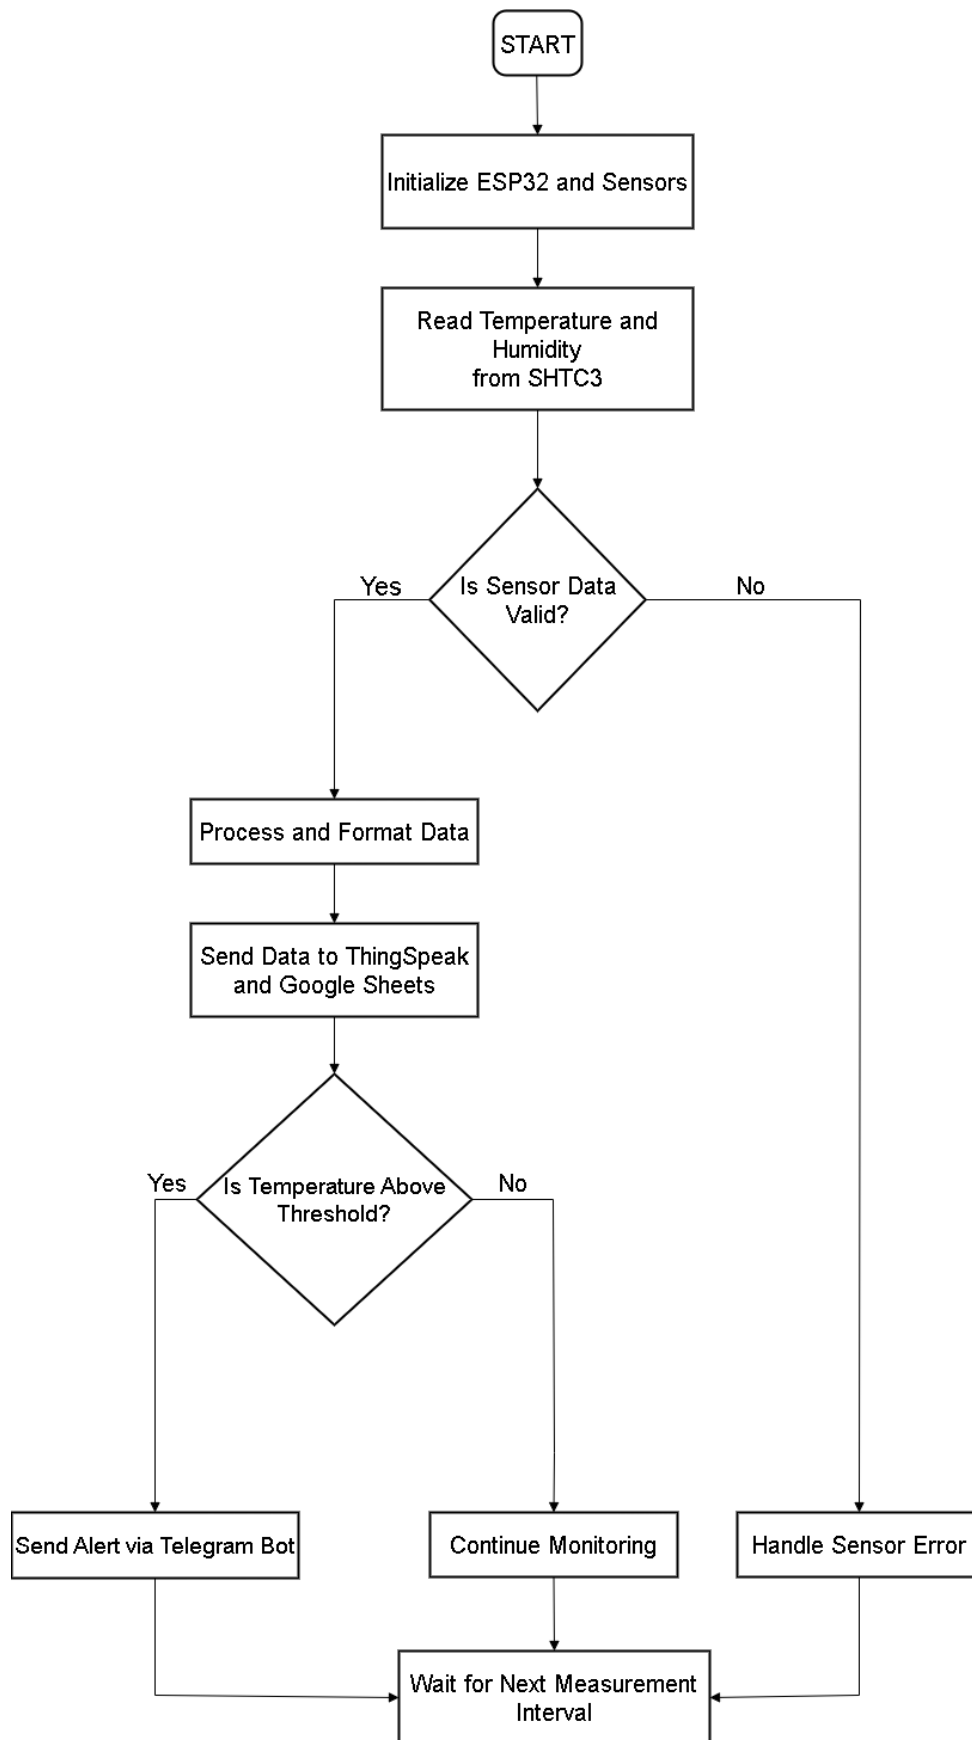 START
Initialize ESP32 and Sensors
Read Temperature and
Humidity
from SHTC3
Is Sensor Data
Valid?
Yes
No
Process and Format Data
Send Data to ThingSpeak
and Google Sheets
Is Temperature Above
Threshold?
Yes
No
Send Alert via Telegram Bot
Continue Monitoring
Handle Sensor Error
Wait for Next Measurement
Interval